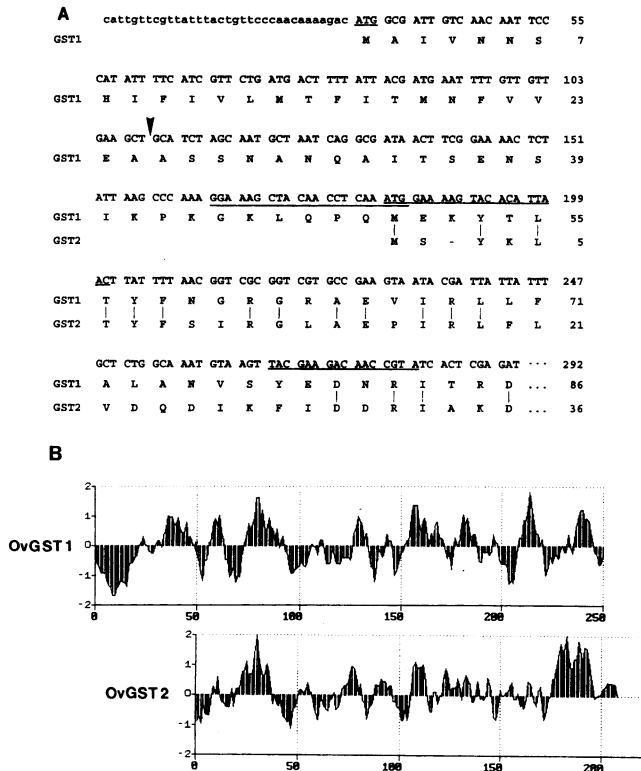 A
cattgttcgttatttactgttcccaacaaaagac ATG GCG ATT GTC AAC AAT TCC 55
GST1 M A I V N N S 7
CAT ATT TTC ATC GTT CTG ATG ACT TTT ATT ACG ATG AAT TTT GTT GTT 103
GST1 H I F I V L M T F I T M N F V V 23
GAA GCT GCA TCT AGC AAT GCT AAT CAG GCG ATA ACT TCG GAA AAC TCT 151
GST1 E A A S S N A N Q A I T S E N S 39
ATT AAG CCC AAA GGA AAG CTA CAA CCT CAA ATG GAA AAG TAC ACA TTA 199
GST1 I K P K G K L Q P Q M E K Y T L 55
GST2 M S - Y K L 5
ACT TAT TTT AAC GGT CGC GGT CGT GCC GAA GTA ATA CGA TTA TTA TTT 247
GST1 T Y F N G R G R A E V I R L L F 71
GST2 T Y F S I R G L A E P I R L F L 21
GCT CTG GCA AAT GTA AGT TAC GAA GAC AAC CGT ATC ACT CGA GAT ... 292
GST1 A L A N V S Y E D N R I T R D ... 86
GST2 V D Q D I K F I D D R I A K D ... 36
B
OvGST1
2
1
0
-1
-2
0 50 100 150 200 250
OvGST2
2
1
0
-1
-2
0 50 100 150 200